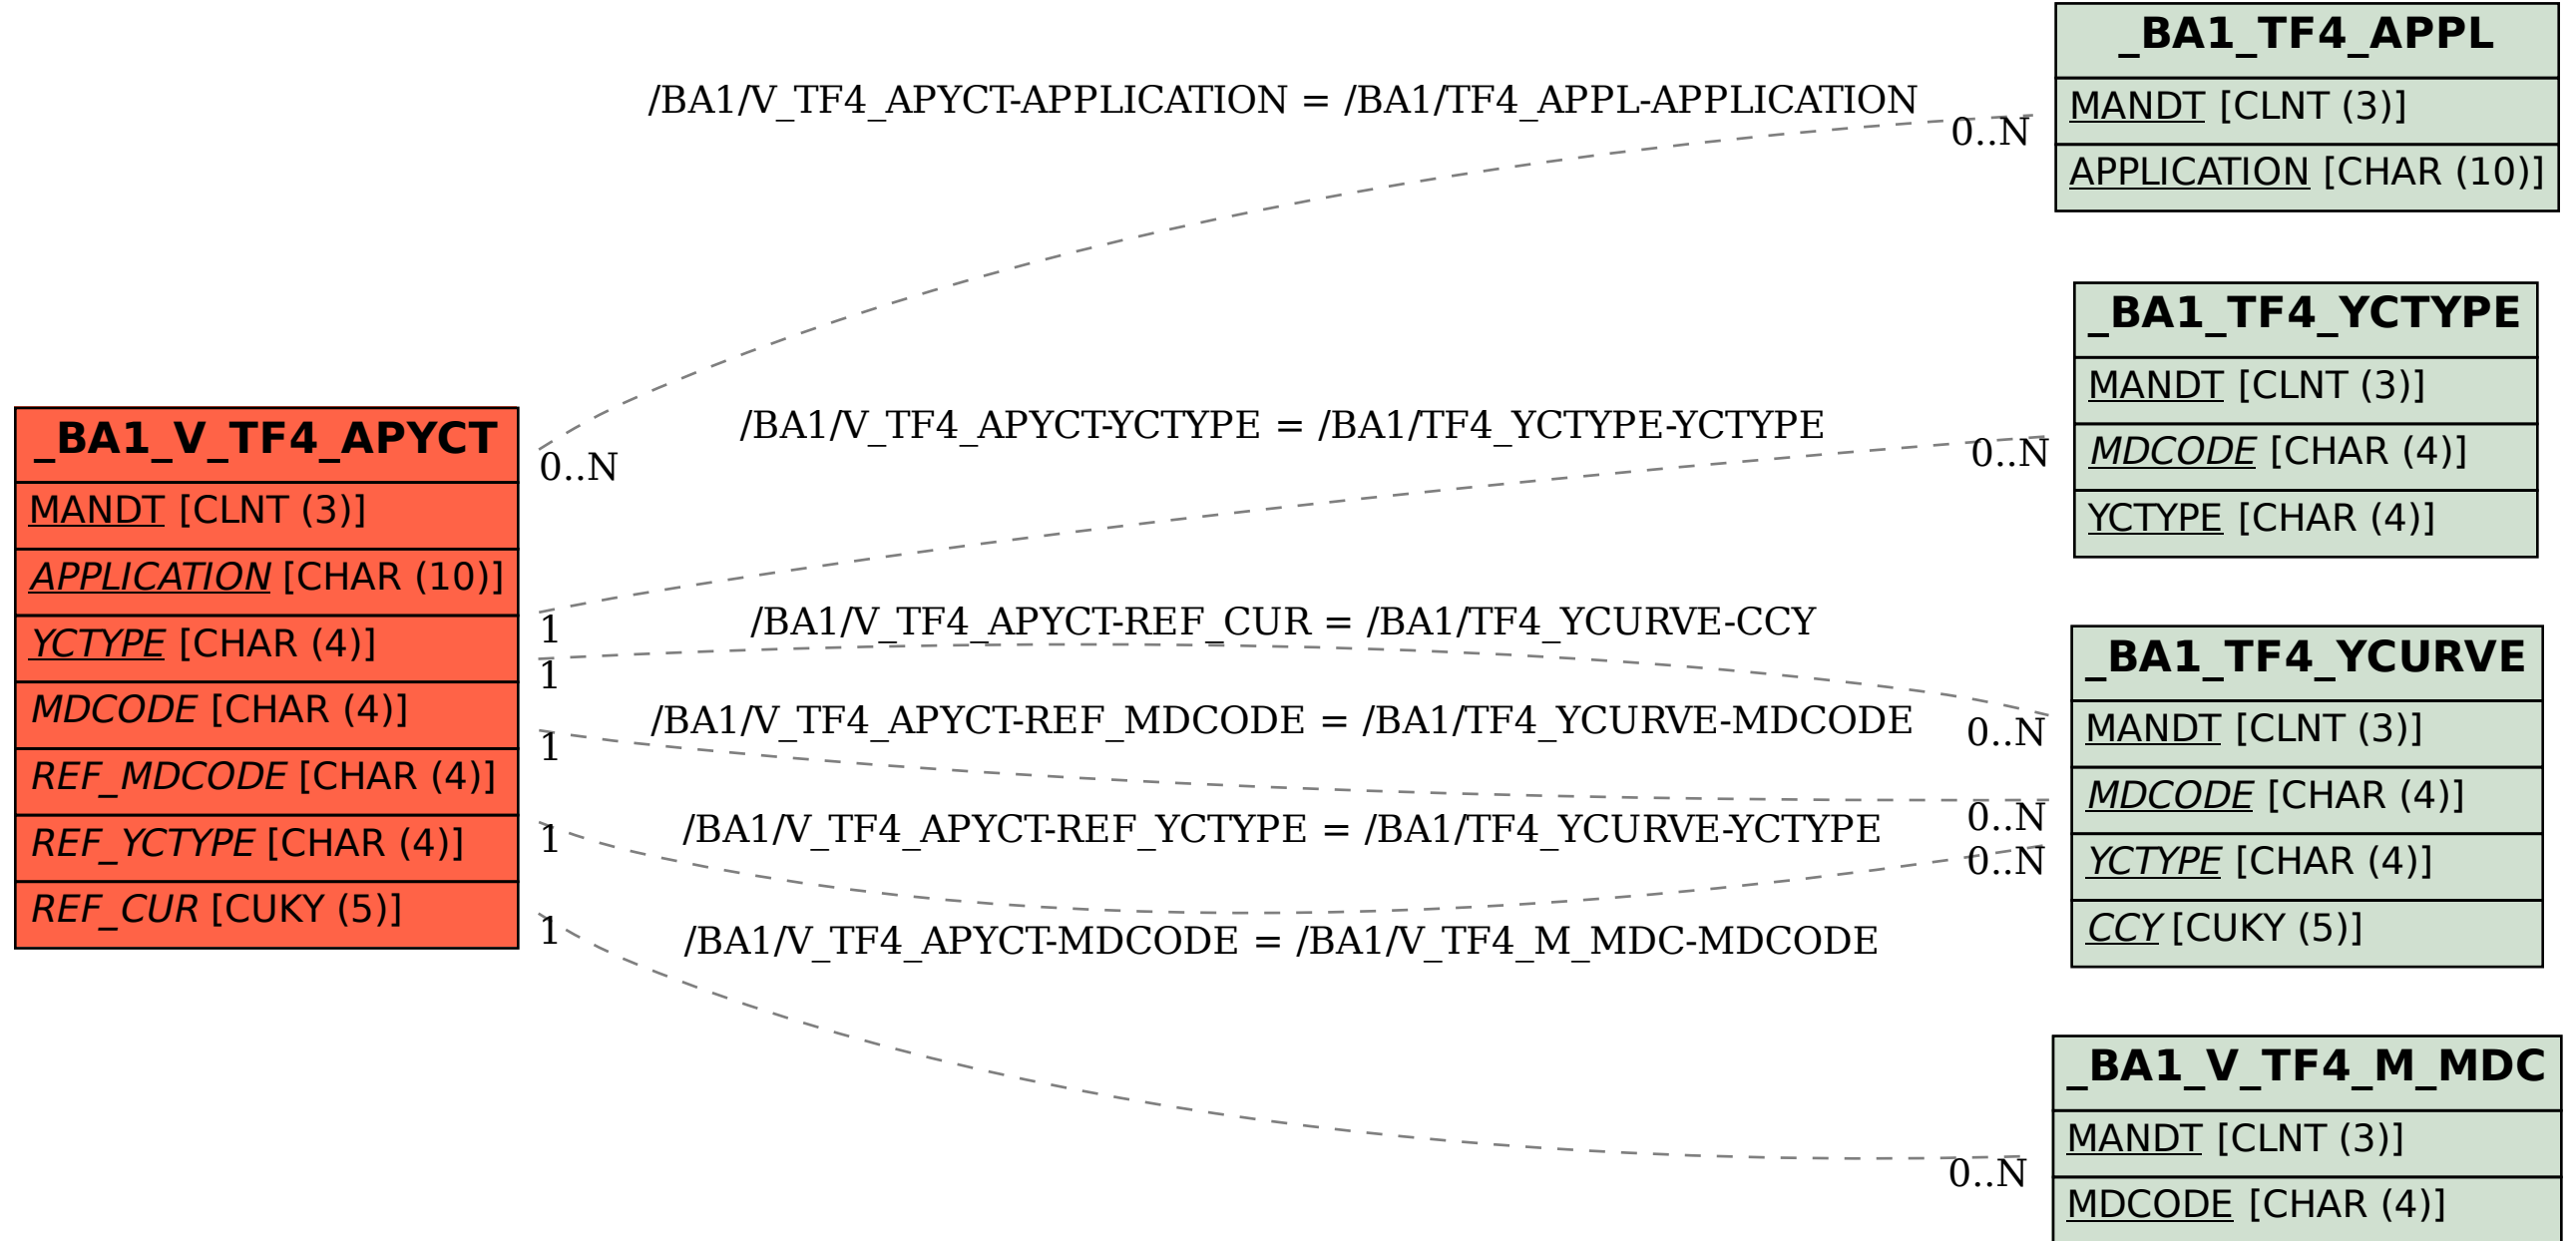 _BA1_V_TF4_APYCT
MANDT [CLNT (3)]
APPLICATION [CHAR (10)]
YCTYPE [CHAR (4)]
MDCODE [CHAR (4)]
REF_MDCODE [CHAR (4)]
REF_YCTYPE [CHAR (4)]
REF_CUR [CUKY (5)]
/BA1/V_TF4_APYCT-APPLICATION = /BA1/TF4_APPL-APPLICATION
0..N
0..N
/BA1/V_TF4_APYCT-YCTYPE = /BA1/TF4_YCTYPE-YCTYPE
0..N
1
/BA1/V_TF4_APYCT-REF_CUR = /BA1/TF4_YCURVE-CCY
1
0..N
/BA1/V_TF4_APYCT-REF_MDCODE = /BA1/TF4_YCURVE-MDCODE
1
0..N
/BA1/V_TF4_APYCT-REF_YCTYPE = /BA1/TF4_YCURVE-YCTYPE
1
0..N
/BA1/V_TF4_APYCT-MDCODE = /BA1/V_TF4_M_MDC-MDCODE
1
0..N
_BA1_TF4_APPL
MANDT [CLNT (3)]
APPLICATION [CHAR (10)]
_BA1_TF4_YCTYPE
MANDT [CLNT (3)]
MDCODE [CHAR (4)]
YCTYPE [CHAR (4)]
_BA1_TF4_YCURVE
MANDT [CLNT (3)]
MDCODE [CHAR (4)]
YCTYPE [CHAR (4)]
CCY [CUKY (5)]
_BA1_V_TF4_M_MDC
MANDT [CLNT (3)]
MDCODE [CHAR (4)]